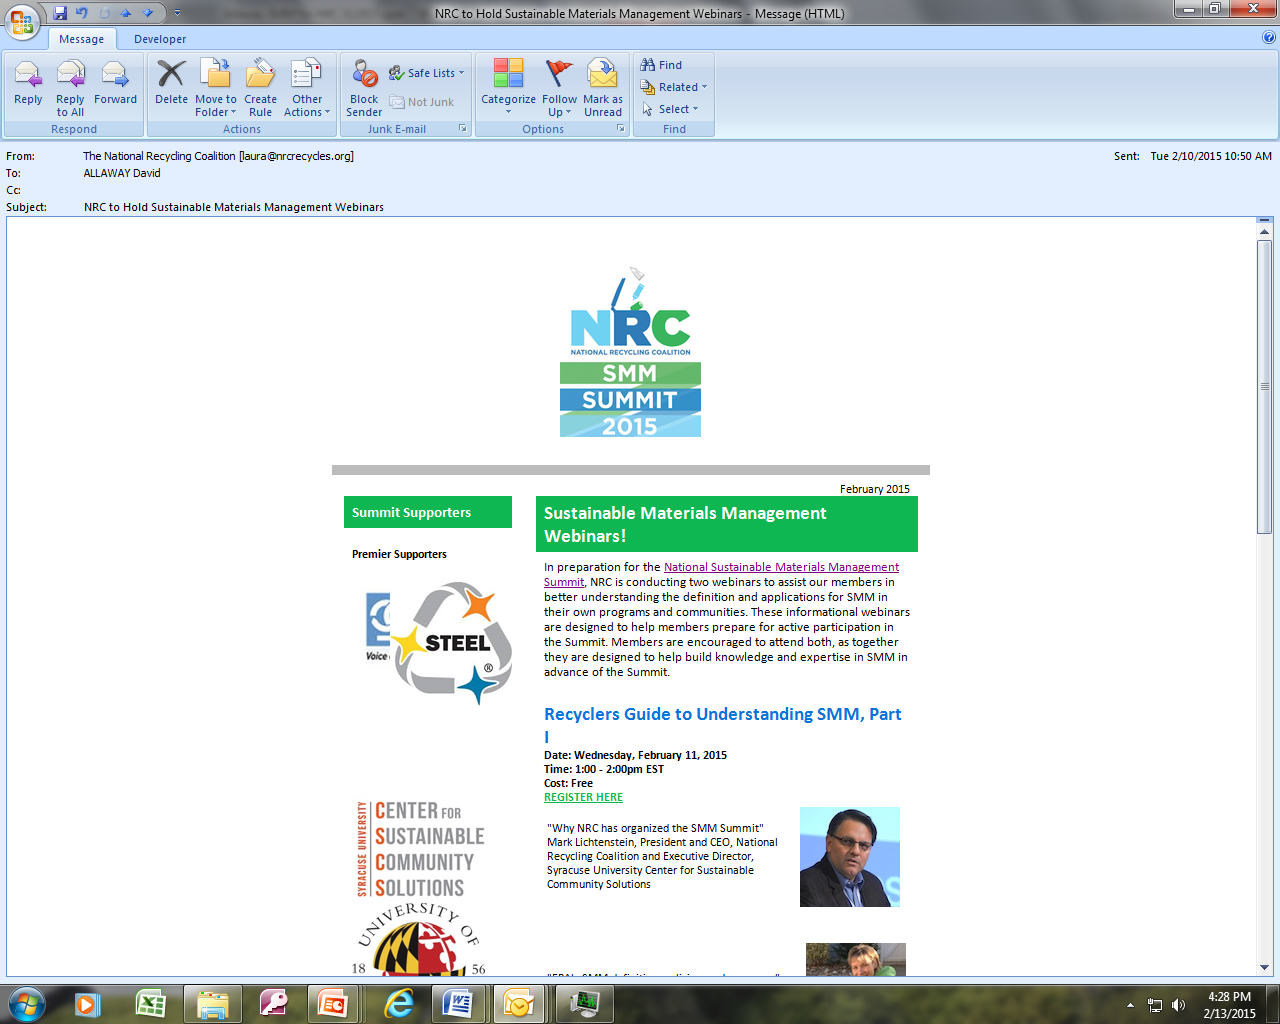 NRC to Hold Sustainable Materials Management Webinars - Message (HTML)
Message Developer
Reply
Reply to All
Forward
Delete
Move to Folder
Create Rule
Other Actions
Block Sender
Safe Lists
Not Junk
Categorize
Follow Up
Mark as Unread
Find
Related
Select
Respond Actions Junk E-mail Options Find
From: The National Recycling Coalition [laura@nrcrecycles.org]
Sent: Tue 2/10/2015 10:50 AM
To: ALLAWAY David
Cc:
Subject: NRC to Hold Sustainable Materials Management Webinars
NRC
NATIONAL RECYCLING COALITION
SMM
SUMMIT
2015
February 2015
Summit Supporters
Premier Supporters
Voice
STEEL
®
SYRACUSE UNIVERSITY
CENTER FOR
SUSTAINABLE
COMMUNITY
SOLUTIONS
UNIVERSITY OF
18 56
Sustainable Materials Management
Webinars!
In preparation for the National Sustainable Materials Management
Summit, NRC is conducting two webinars to assist our members in
better understanding the definition and applications for SMM in
their own programs and communities. These informational webinars
are designed to help members prepare for active participation in
the Summit. Members are encouraged to attend both, as together
they are designed to help build knowledge and expertise in SMM in
advance of the Summit.
Recyclers Guide to Understanding SMM, Part
I
Date: Wednesday, February 11, 2015
Time: 1:00 - 2:00pm EST
Cost: Free
REGISTER HERE
"Why NRC has organized the SMM Summit"
Mark Lichtenstein, President and CEO, National
Recycling Coalition and Executive Director,
Syracuse University Center for Sustainable
Community Solutions
4:28 PM
2/13/2015